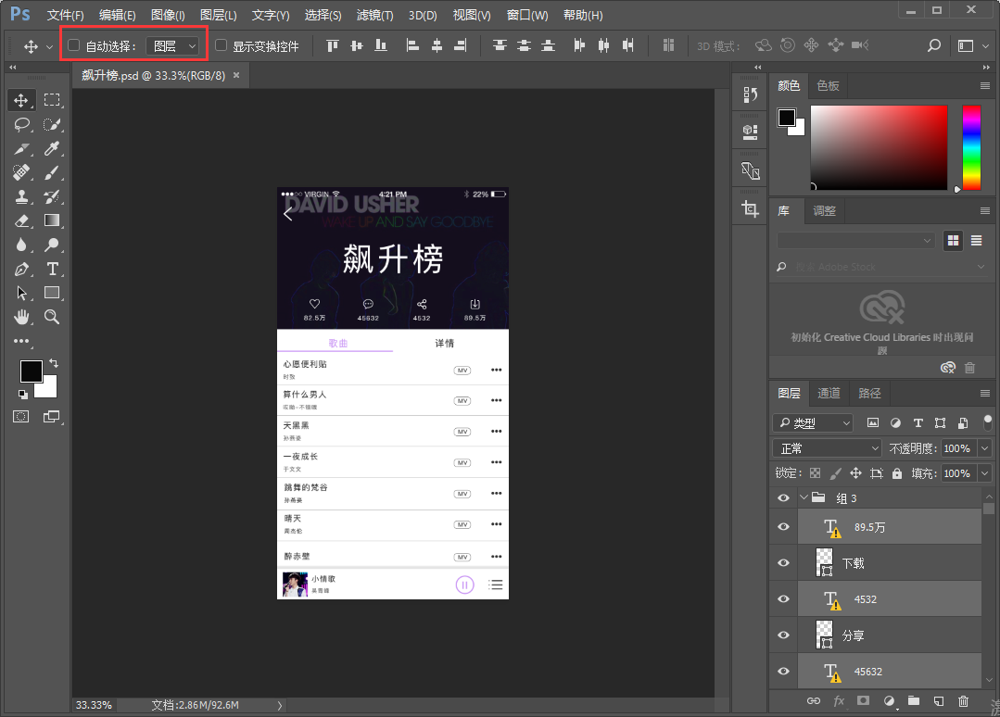 Ps 文件(F) 编辑(E) 图像(I) 图层(L) 文字(Y) 选择(S) 滤镜(T) 3D(D) 视图(V) 窗口(W) 帮助(H)
自动选择: 图层 显示变换控件 3D 模式:
飙升榜.psd @ 33.3%(RGB/8) ×
VIRGIN 4:21 PM 22%
DAVID USHER
WAKE UP AND SAY GOODBYE
飙升榜
82.5万 45632 4532 89.5万
歌曲 详情
心愿便利贴
MV
算什么男人
MV
天黑黑
MV
孙燕姿
一夜成长
MV
于文文
跳舞的梵谷
MV
晴天
MV
周杰伦
醉赤壁
MV
小情歌
吴青峰
33.33% 文档:2.86M/92.6M
颜色 色板
库 调整
搜索 Adobe Stock
初始化 Creative Cloud Libraries 时出现问
题
图层 通道 路径
类型
正常 不透明度: 100%
锁定: 填充: 100%
组 3
89.5万
下载
4532
分享
45632
fx